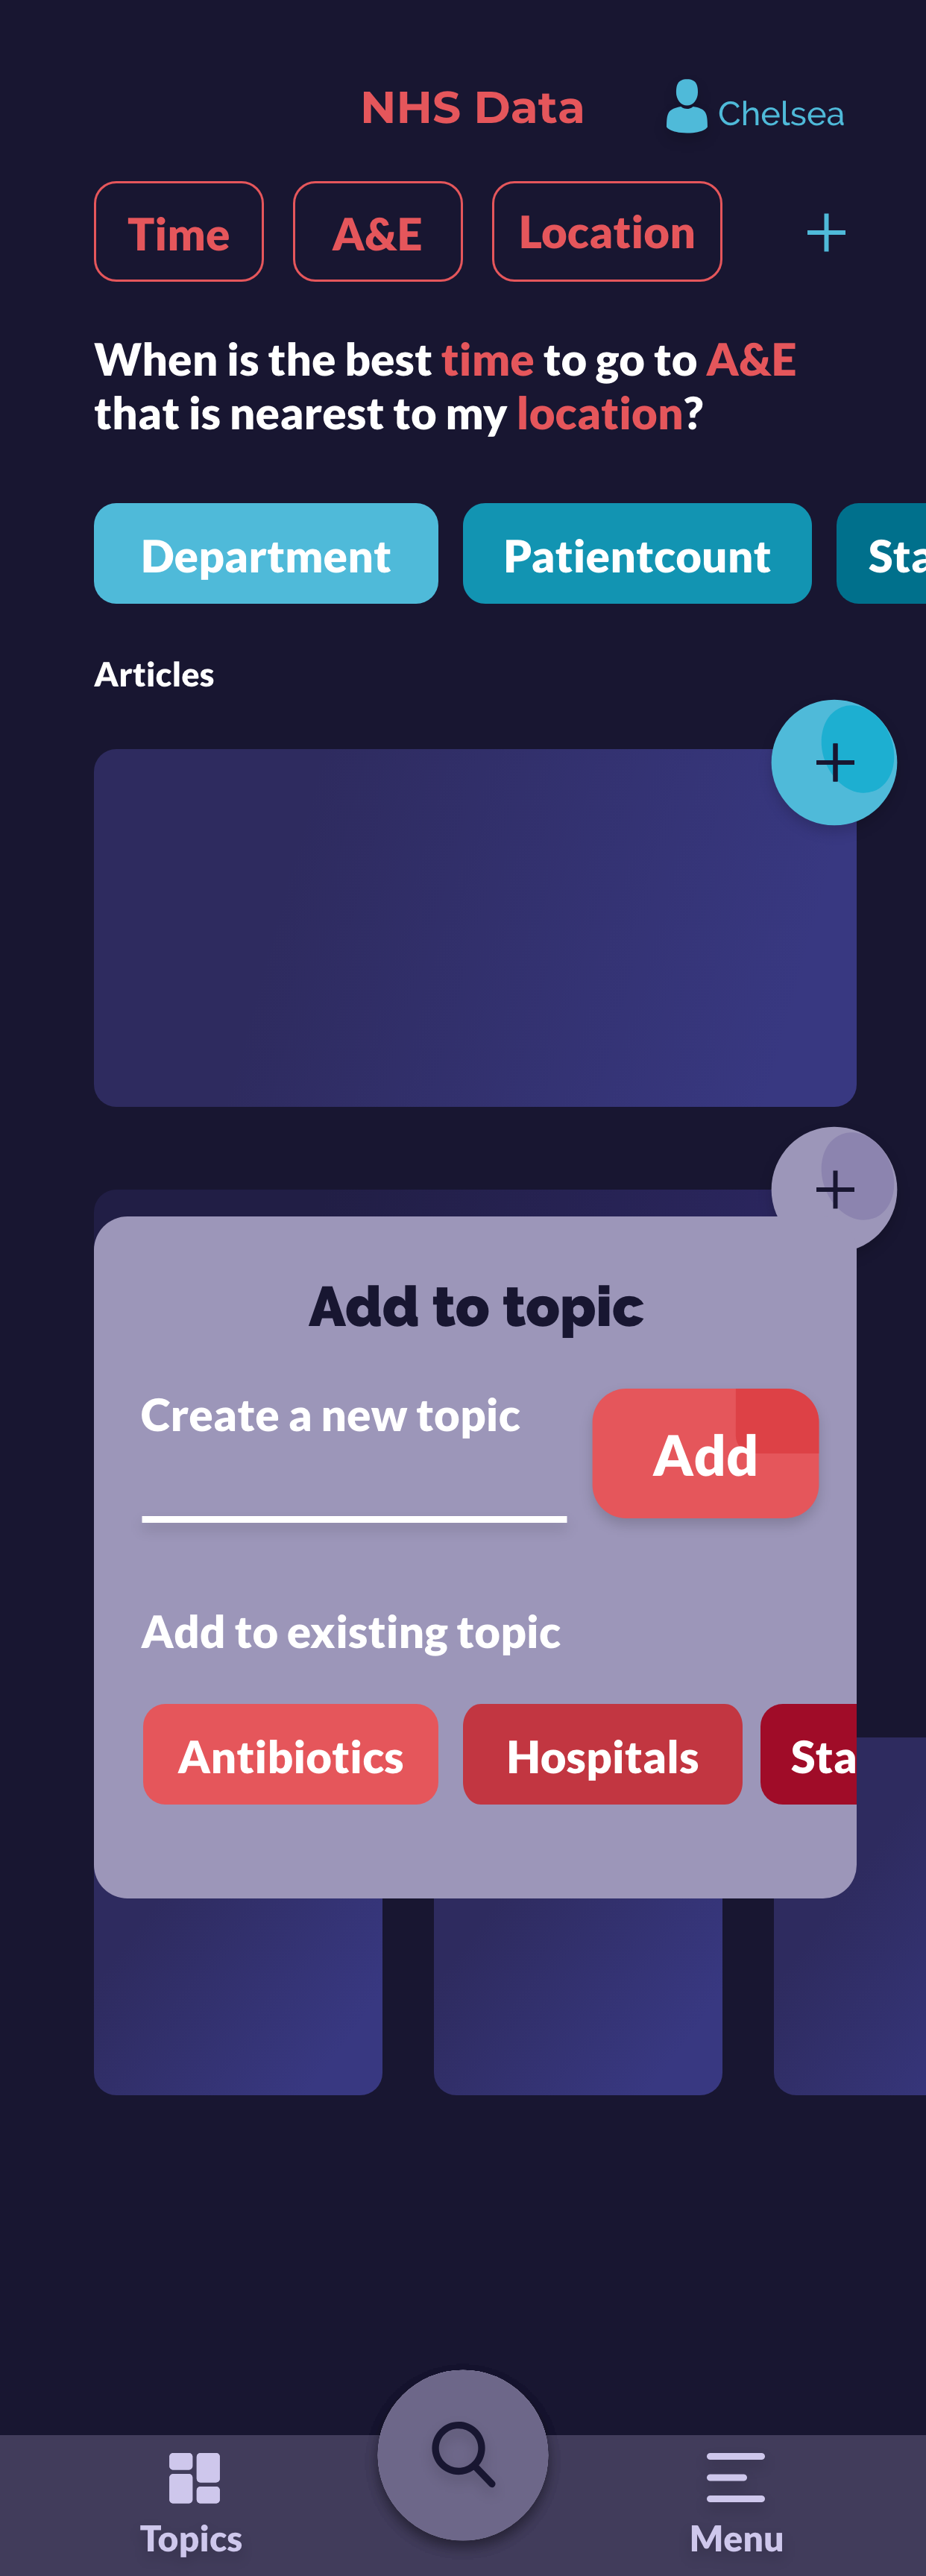 NHS Data
Chelsea
Time
A&E
Location
When is the best time to go to A&E
that is nearest to my location?
Department
Patientcount
Sta
Articles
Add to topic
Create a new topic
Add
Add to existing topic
Antibiotics
Hospitals
Sta
Topics
Menu